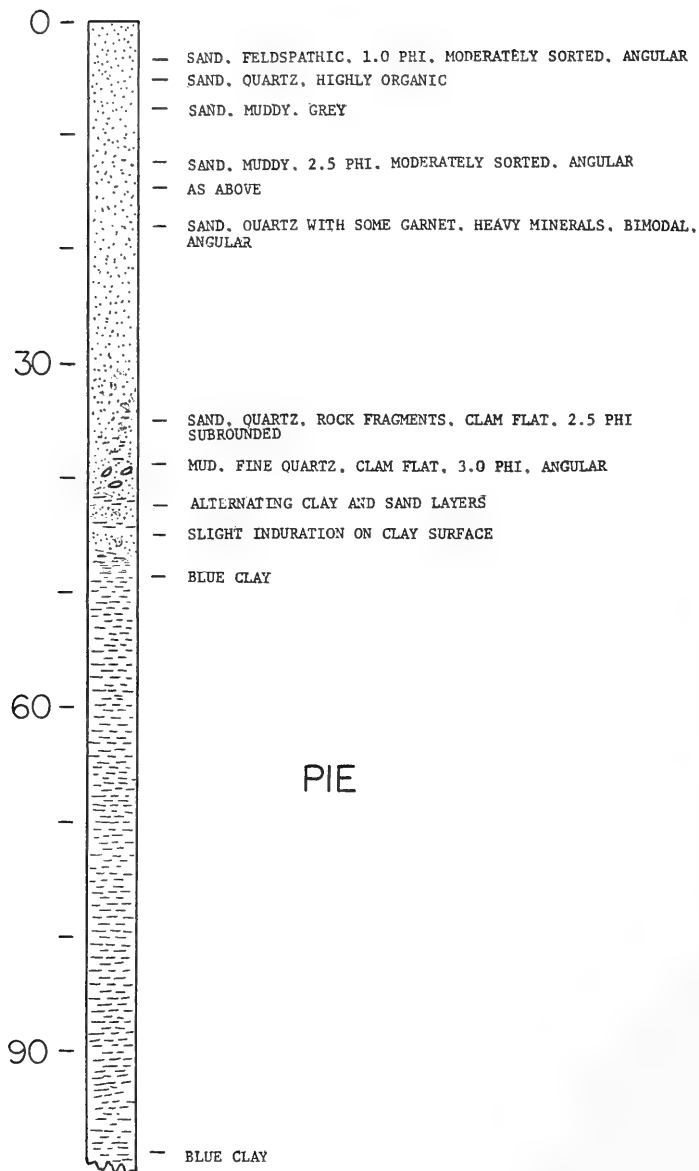 0
SAND, FELDSPATHIC, 1.0 PHI, MODERATELY SORTED, ANGULAR
SAND, QUARTZ, HIGHLY ORGANIC
SAND, MUDDY, GREY
SAND, MUDDY, 2.5 PHI, MODERATELY SORTED, ANGULAR
AS ABOVE
SAND, QUARTZ WITH SOME GARNET, HEAVY MINERALS, BIMODAL,
ANGULAR
30
SAND, QUARTZ, ROCK FRAGMENTS, CLAM FLAT, 2.5 PHI
SUBROUNDED
MUD, FINE QUARTZ, CLAM FLAT, 3.0 PHI, ANGULAR
ALTERNATING CLAY AND SAND LAYERS
SLIGHT INDURATION ON CLAY SURFACE
BLUE CLAY
60
PIE
90
BLUE CLAY